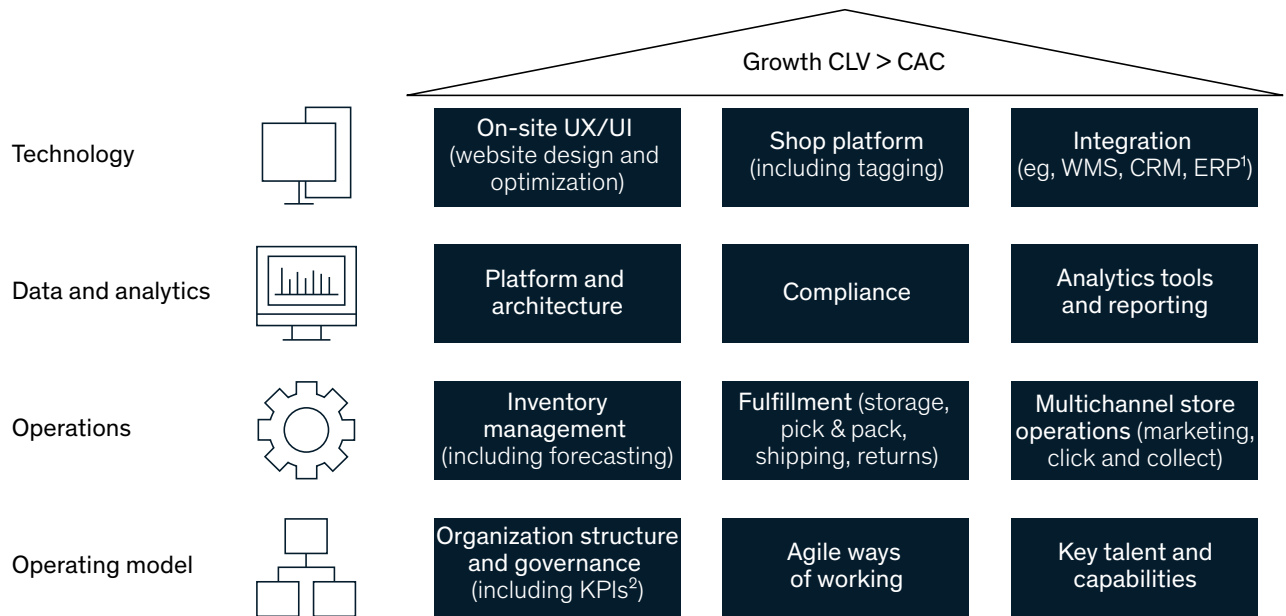 Growth CLV > CAC
Technology
On-site UX/UI
(website design and
optimization)
Shop platform
(including tagging)
Integration
(eg, WMS, CRM, ERP¹)
Data and analytics
Platform and
architecture
Compliance
Analytics tools
and reporting
Operations
Inventory
management
(including forecasting)
Fulfillment (storage,
pick & pack,
shipping, returns)
Multichannel store
operations (marketing,
click and collect)
Operating model
Organization structure
and governance
(including KPIs²)
Agile ways
of working
Key talent and
capabilities